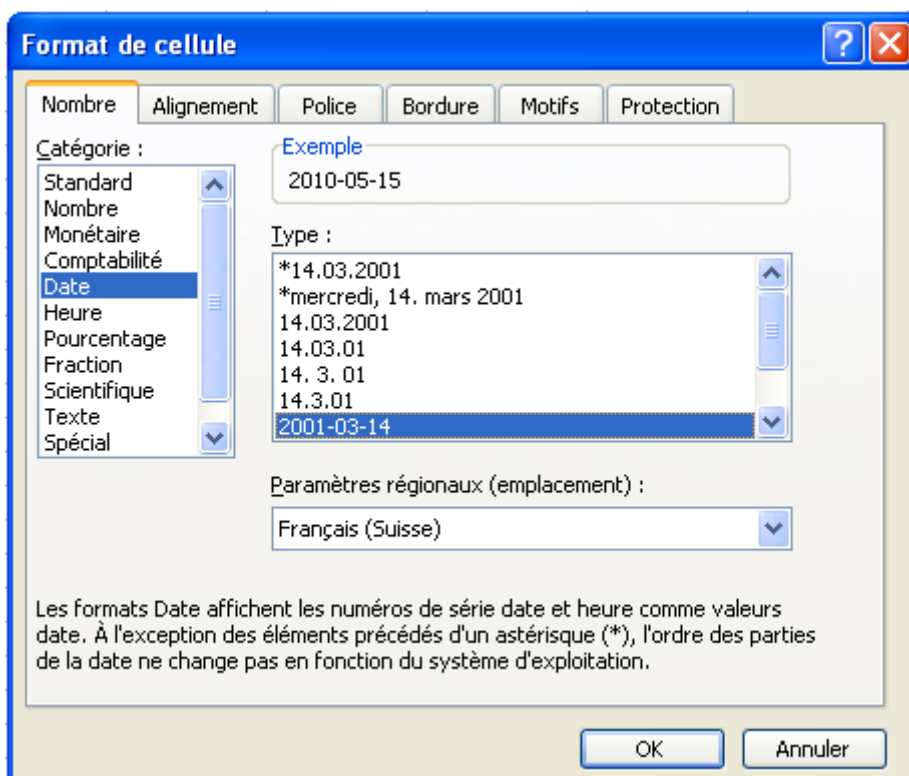 Format de cellule
Nombre Alignement Police Bordure Motifs Protection
Catégorie :
Standard
Nombre
Monétaire
Comptabilité
Date
Heure
Pourcentage
Fraction
Scientifique
Texte
Spécial
Exemple
2010-05-15
Type :
*14.03.2001
*mercredi, 14. mars 2001
14.03.2001
14.03.01
14. 3. 01
14.3.01
2001-03-14
Paramètres régionaux (emplacement) :
Français (Suisse)
Les formats Date affichent les numéros de série date et heure comme valeurs
date. À l'exception des éléments précédés d'un astérisque (*), l'ordre des parties
de la date ne change pas en fonction du système d'exploitation.
OK Annuler